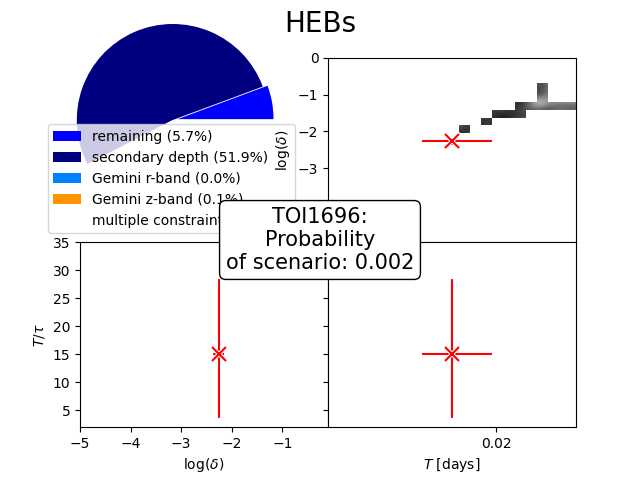 HEBs
remaining (5.7%)
secondary depth (51.9%)
Gemini r-band (0.0%)
Gemini z-band (0.1%)
multiple
0
−1
−2
−3
log(δ)
TOI1696:
Probability
of scenario: 0.002
35
30
25
20
15
10
5
T/τ
−5
−4
−3
−2
−1
log(δ)
0.02
T [days]